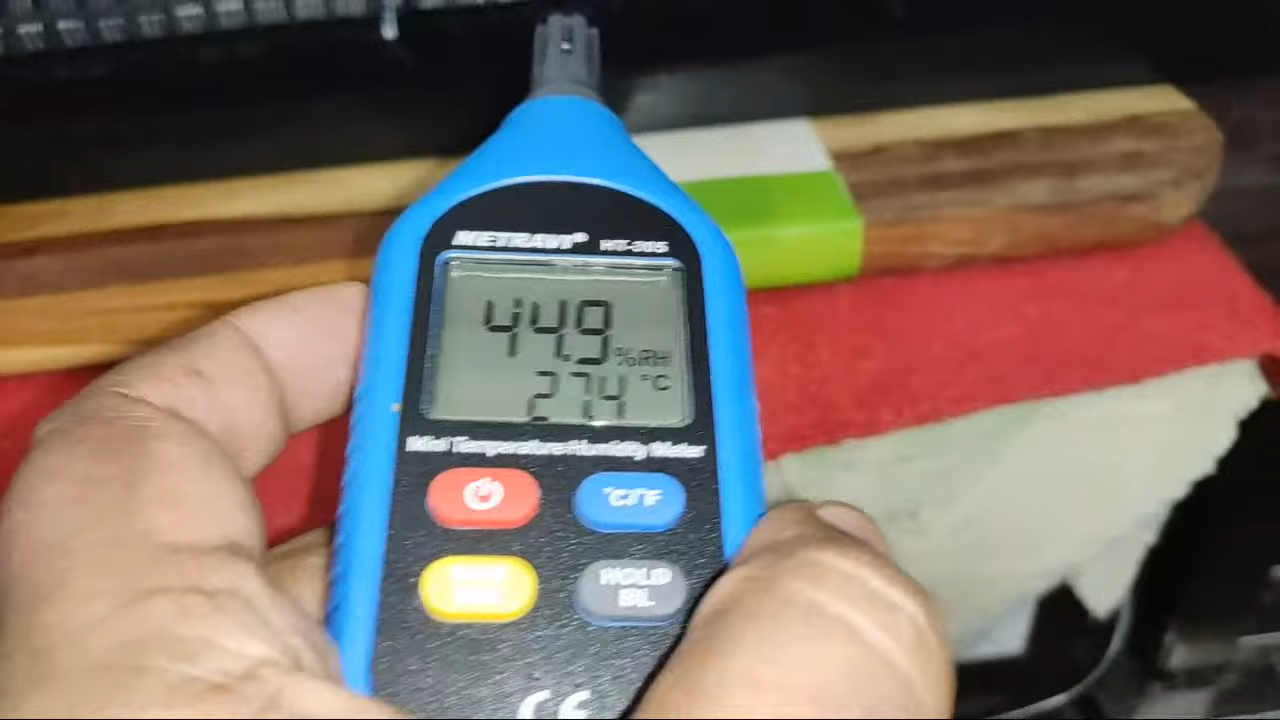 METRAVI® HT-305
44.9 %RH
27.4 °C
Mini Temperature Humidity Meter
°C/°F
HOLD
BL
CE